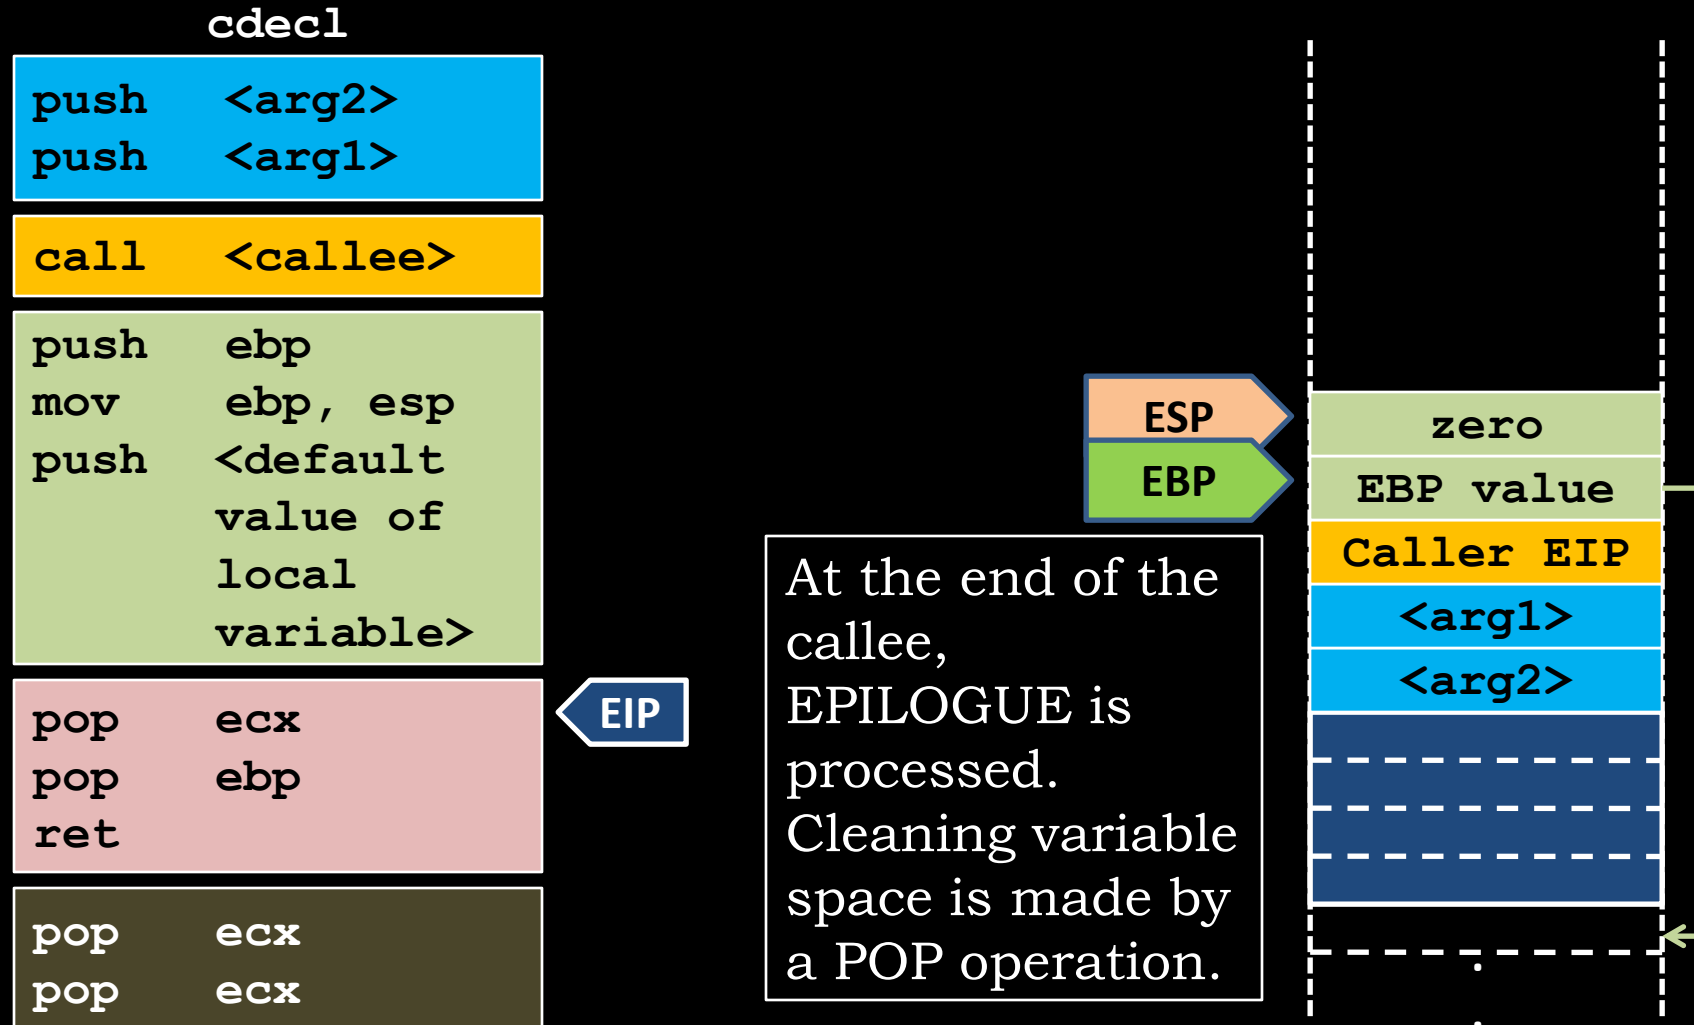 cdecl
push <arg2>
push <arg1>
call <callee>
push ebp
mov ebp, esp
push <default
value of
local
variable>
pop ecx
pop ebp
ret
pop ecx
pop ecx
EIP
ESP
EBP
At the end of the
callee,
EPILOGUE is
processed.
Cleaning variable
space is made by
a POP operation.
zero
EBP value
Caller EIP
<arg1>
<arg2>